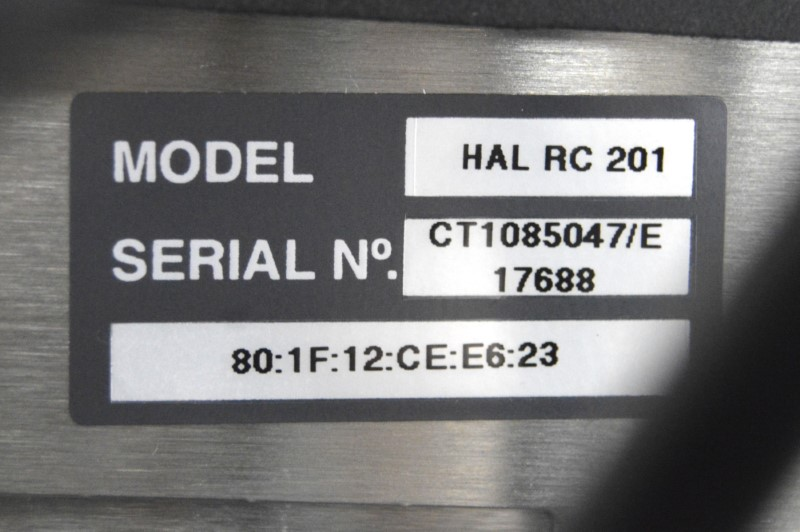 MODEL HAL RC 201
SERIAL Nº. CT1085047/E
17688
80:1F:12:CE:E6:23